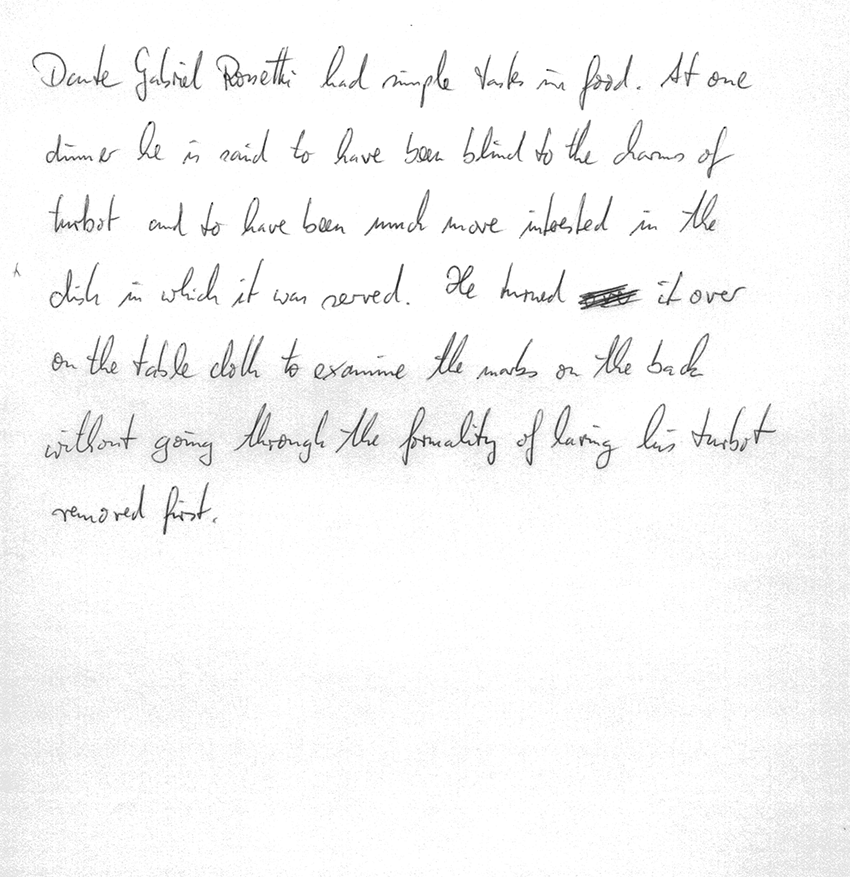 Dante Gabriel Rossetti had simple tastes in food. At one
dinner he is said to have been blind to the charms of
turbot and to have been much more interested in the
dish in which it was served. He turned it over
on the table cloth to examine the marks on the back
without going through the formality of having his turbot
removed first.